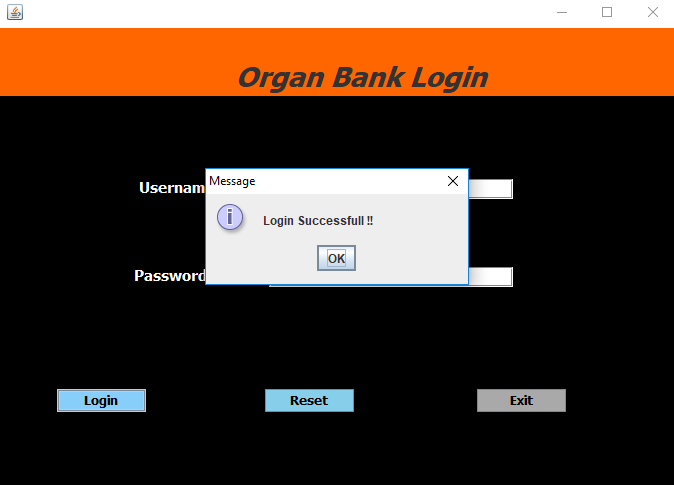 Organ Bank Login
Usernam
Message
Login Successfull !!
OK
Password
Login
Reset
Exit